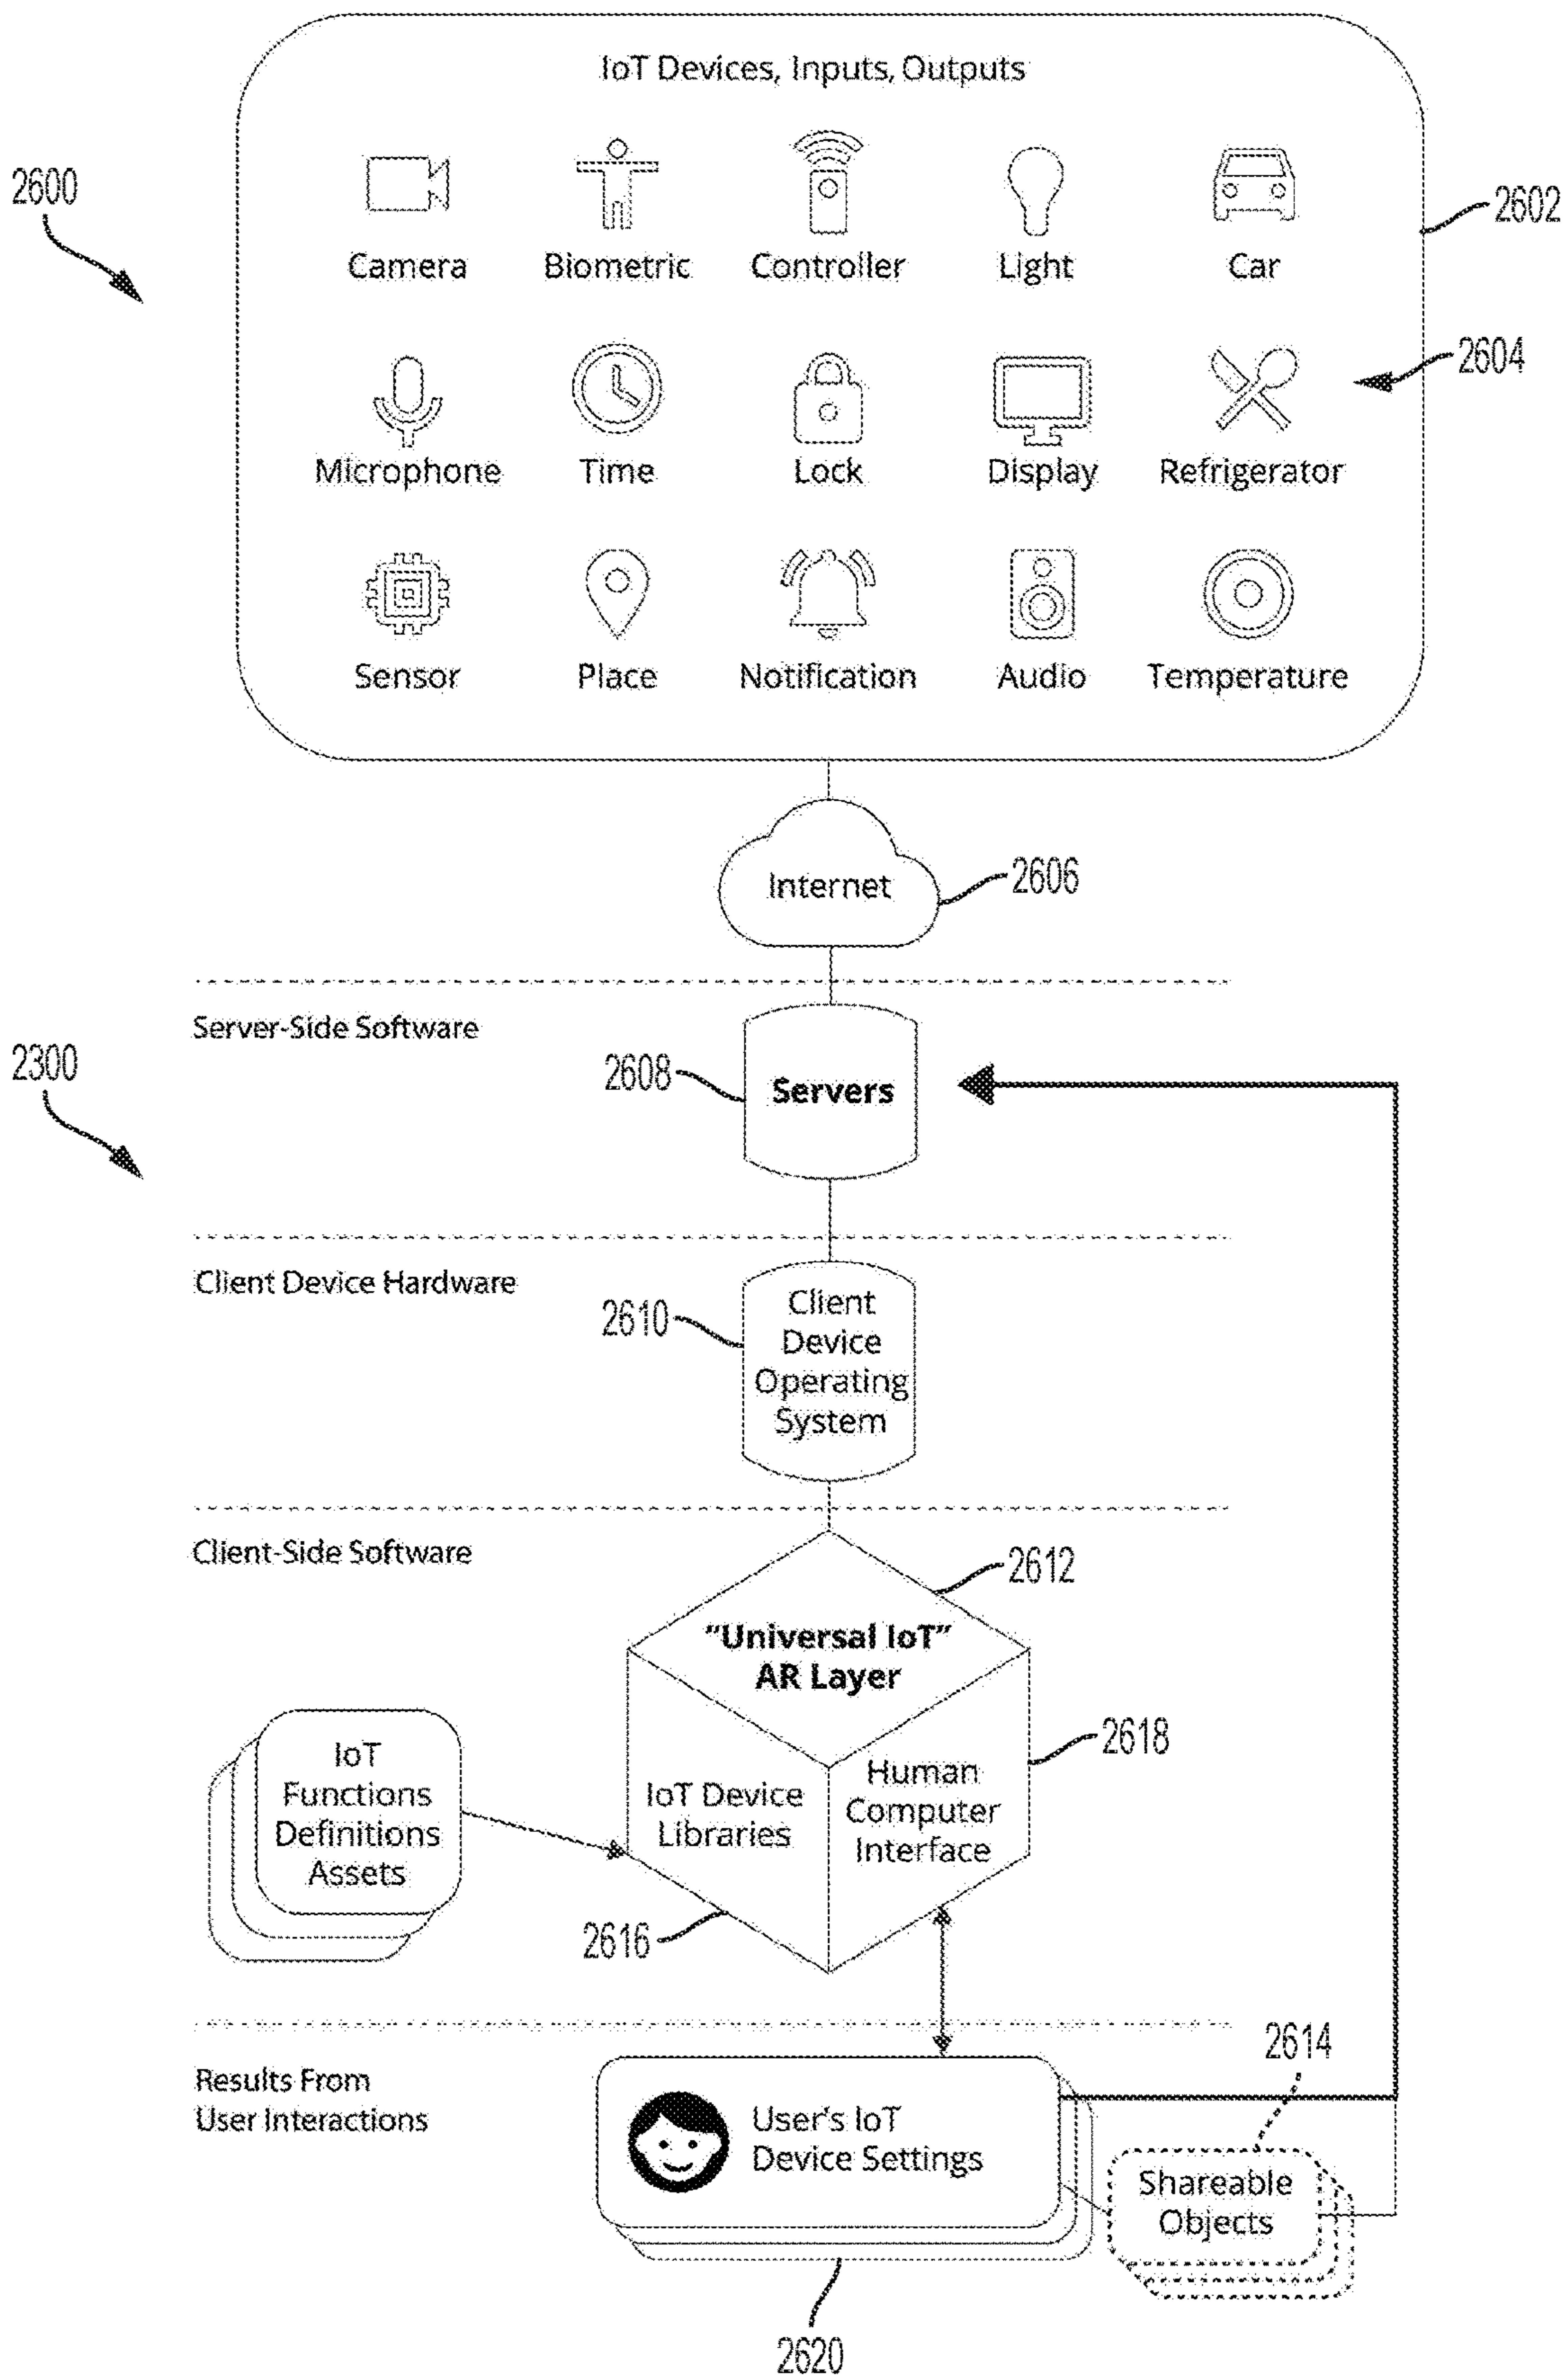 IoT Devices, Inputs, Outputs
2600
2602
Camera
Biometric
Controller
Light
Car
2604
Microphone
Time
Lock
Display
Refrigerator
Sensor
Place
Notification
Audio
Temperature
Internet
2606
Server-Side Software
2300
2608
Servers
Client Device Hardware
2610
Client
Device
Operating
System
Client-Side Software
2612
“Universal IoT”
AR Layer
2618
IoT
Functions
Definitions
Assets
IoT Device
Libraries
Human
Computer
Interface
2616
2614
Results From
User Interactions
User's IoT
Device Settings
Shareable
Objects
2620